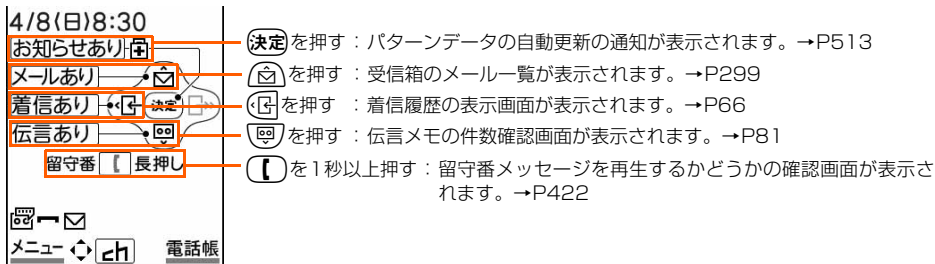 4/8(日)8:30
お知らせあり
メールあり
着信あり 決定
伝言あり
留守番 長押し
メニュー ch 電話帳
決定を押す:パターンデータの自動更新の通知が表示されます。→P513
を押す:受信箱のメール一覧が表示されます。→P299
を押す:着信履歴の表示画面が表示されます。→P66
を押す:伝言メモの件数確認画面が表示されます。→P81
を1秒以上押す:留守番メッセージを再生するかどうかの確認画面が表示さ
れます。→P422